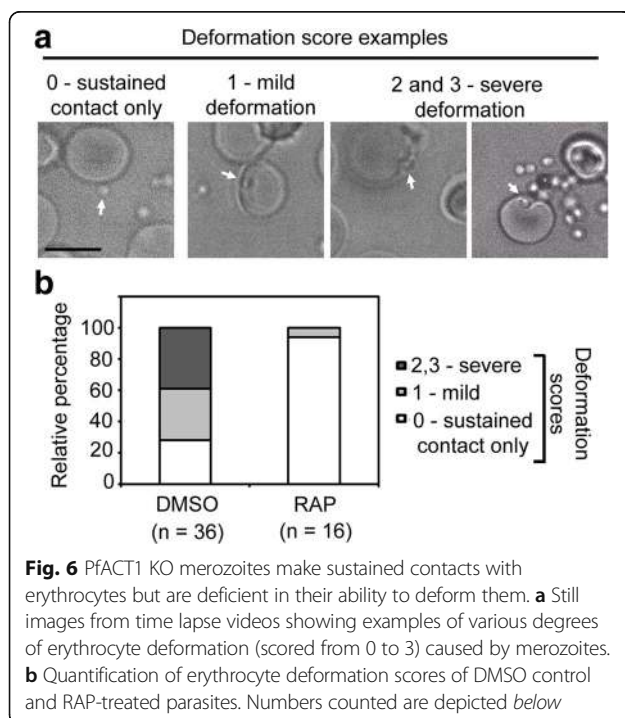 a
Deformation score examples
0 - sustained
contact only
1 - mild
deformation
2 and 3 - severe
deformation
b
Relative percentage
100
80
60
40
20
0
DMSO
(n = 36)
RAP
(n = 16)
2,3 - severe
1 - mild
0 - sustained
contact only
Deformation
scores
Fig. 6 PfACT1 KO merozoites make sustained contacts with
erythrocytes but are deficient in their ability to deform them. a Still
images from time lapse videos showing examples of various degrees
of erythrocyte deformation (scored from 0 to 3) caused by merozoites.
b Quantification of erythrocyte deformation scores of DMSO control
and RAP-treated parasites. Numbers counted are depicted below